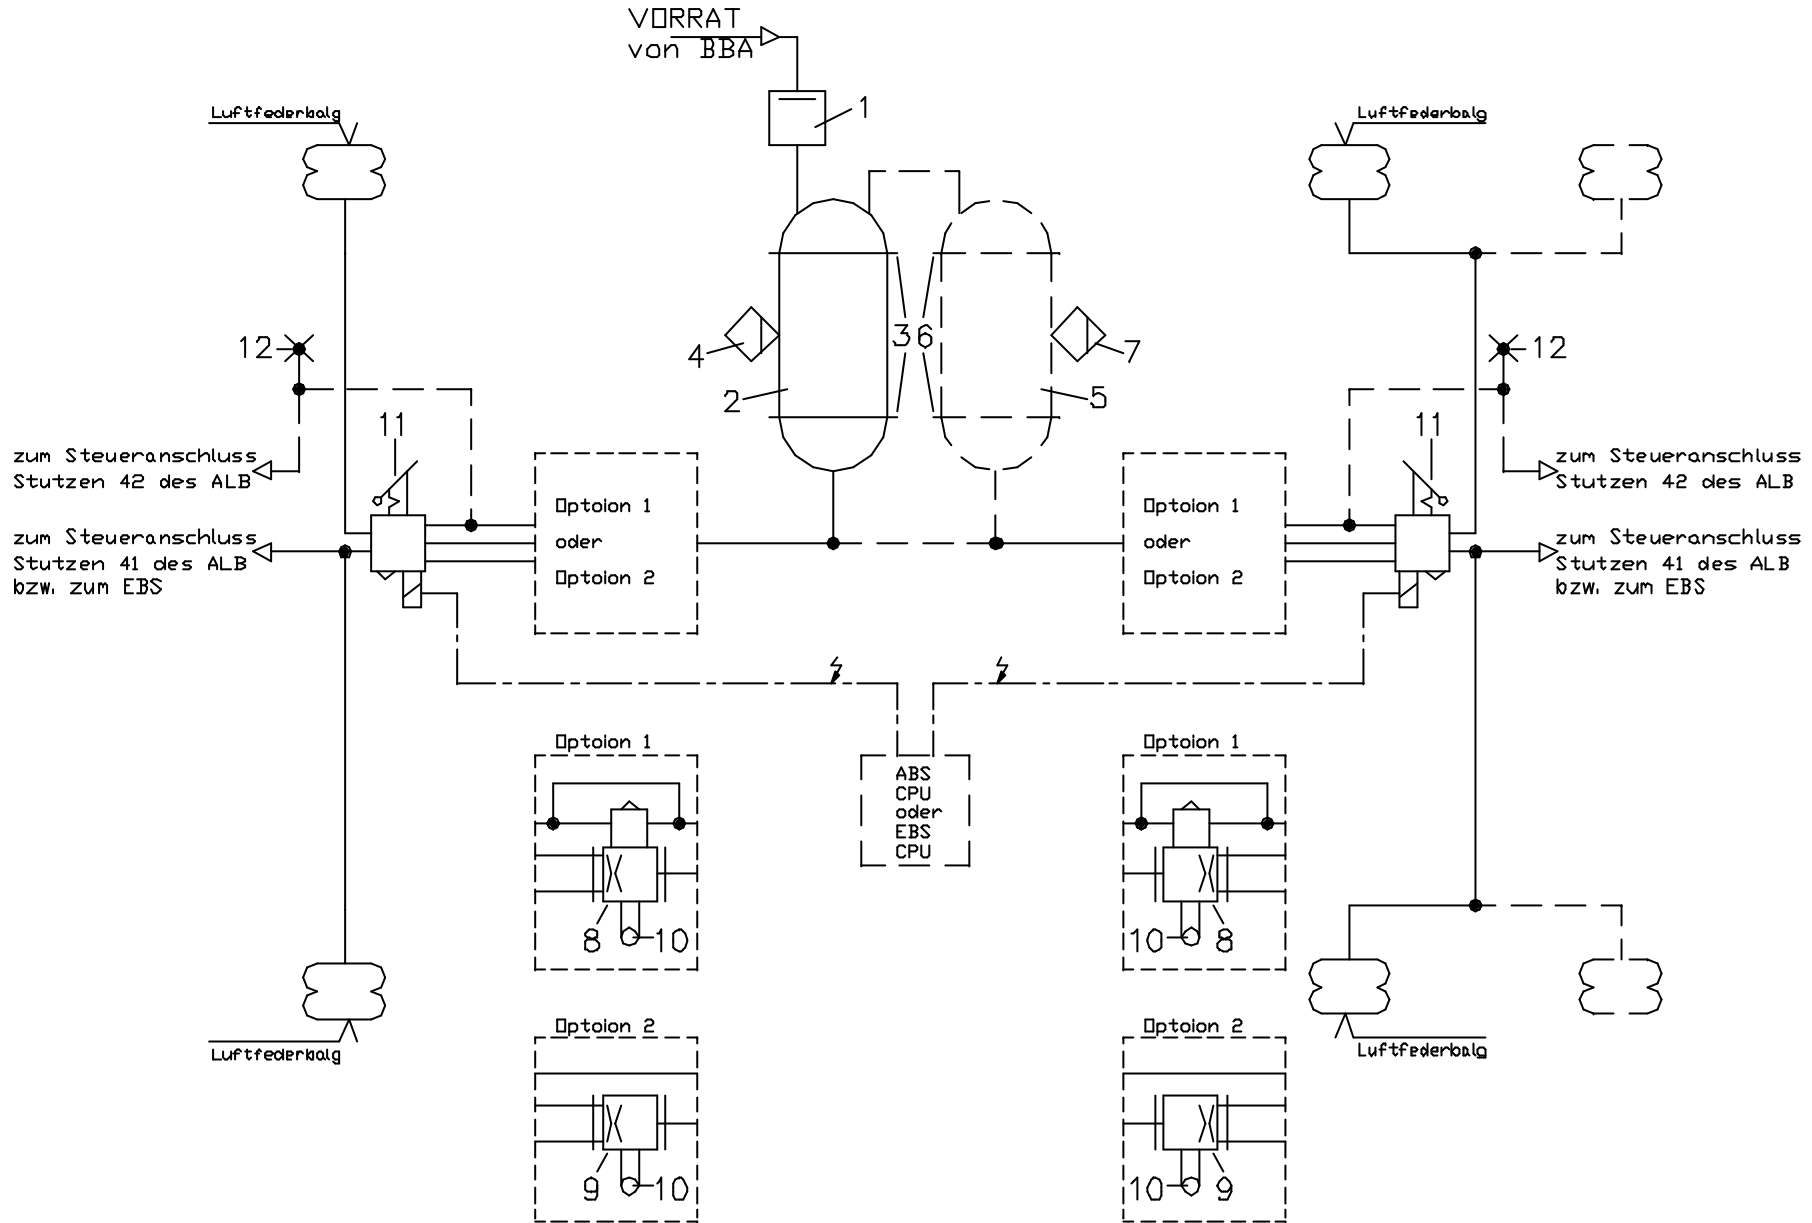 VORRAT
von BBA
1
Luftfederbalg
Luftfederbalg
12
4
3
6
7
12
2
5
11
11
zum Steueranschluss
Stutzen 42 des ALB
zum Steueranschluss
Stutzen 42 des ALB
Optoion 1
oder
Optoion 2
Optoion 1
oder
Optoion 2
zum Steueranschluss
Stutzen 41 des ALB
bzw. zum EBS
zum Steueranschluss
Stutzen 41 des ALB
bzw. zum EBS
Optoion 1
Optoion 1
ABS
CPU
oder
EBS
CPU
8
10
10
8
Luftfederbalg
Luftfederbalg
Optoion 2
Optoion 2
9
10
10
9